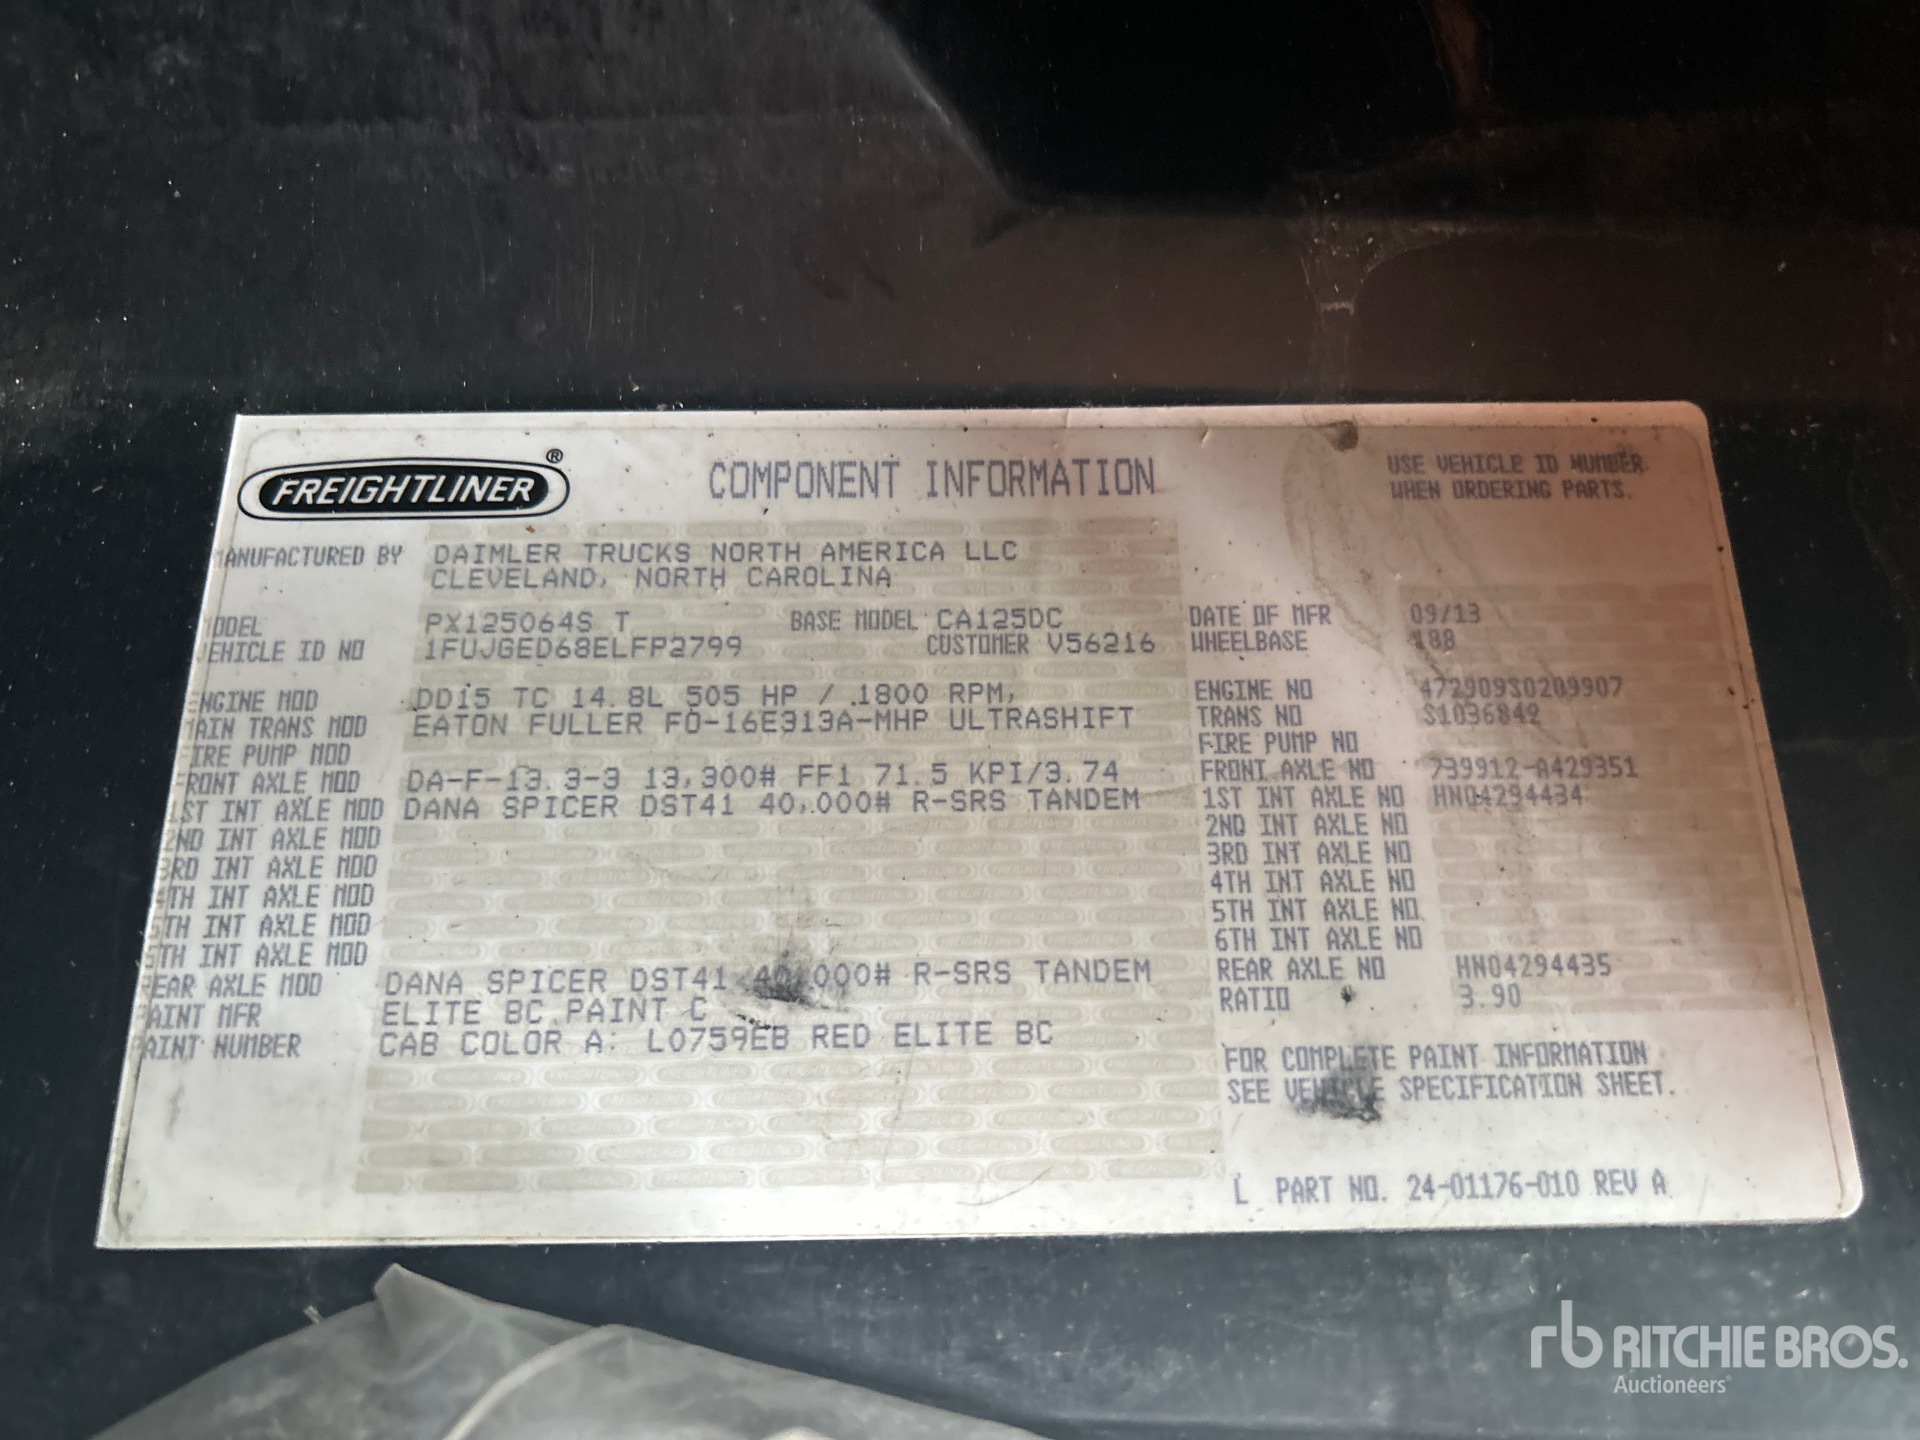 FREIGHTLINER®
COMPONENT INFORMATION
USE VEHICLE ID NUMBER
WHEN ORDERING PARTS.
MANUFACTURED BY DAIMLER TRUCKS NORTH AMERICA LLC
CLEVELAND, NORTH CAROLINA
MODEL PX125064S T BASE MODEL CA125DC DATE OF MFR 09/13
VEHICLE ID NO 1FUJGED68ELFP2799 CUSTOMER V56216 WHEELBASE 188
ENGINE MOD DD15 TC 14.8L 505 HP / 1800 RPM, ENGINE NO 472909S0209907
MAIN TRANS MOD EATON FULLER FO-16E313A-MHP ULTRASHIFT TRANS NO S1036842
FIRE PUMP MOD FIRE PUMP NO
FRONT AXLE MOD DA-F-13.3-3 13,300# FF1 71.5 KPI/3.74 FRONT AXLE NO 739912-A429351
1ST INT AXLE MOD DANA SPICER DST41 40,000# R-SRS TANDEM 1ST INT AXLE NO HN04294434
2ND INT AXLE MOD 2ND INT AXLE NO
3RD INT AXLE MOD 3RD INT AXLE NO
4TH INT AXLE MOD 4TH INT AXLE NO
5TH INT AXLE MOD 5TH INT AXLE NO
6TH INT AXLE MOD 6TH INT AXLE NO
REAR AXLE MOD DANA SPICER DST41 40,000# R-SRS TANDEM REAR AXLE NO HN04294435
PAINT MFR ELITE BC PAINT C RATIO 3.90
PAINT NUMBER CAB COLOR A: L0759EB RED ELITE BC
FOR COMPLETE PAINT INFORMATION
SEE VEHICLE SPECIFICATION SHEET.
L PART NO. 24-01176-010 REV A
rb RITCHIE BROS.
Auctioneers